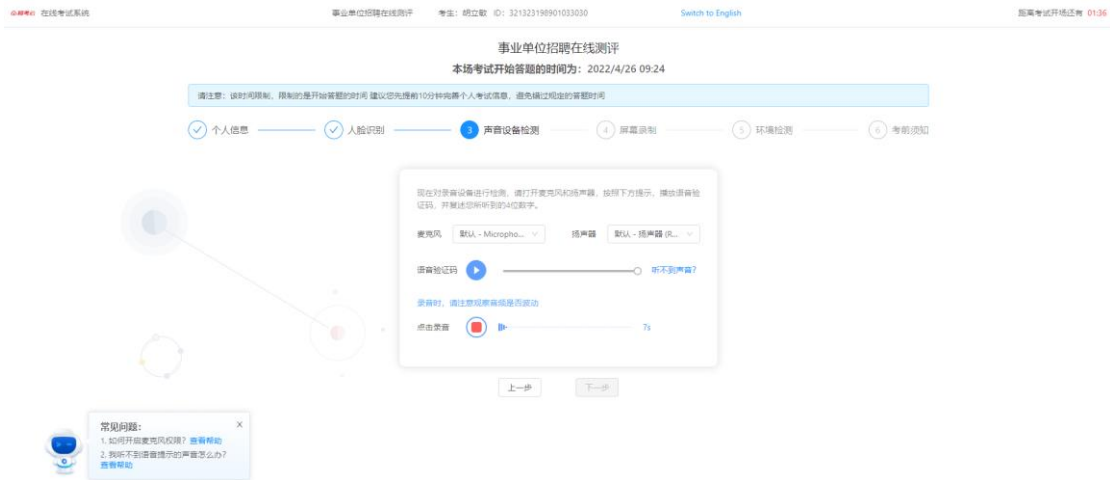 在线考试系统
事业单位招聘在线测评 考生：胡立敏 ID：321323198901033030 Switch to English 距离考试开场还有 01:36
事业单位招聘在线测评
本场考试开始答题的时间为：2022/4/26 09:24
请注意：该时间限制，限制的是开始答题的时间 建议您先提前10分钟完善个人考试信息，避免错过规定的答题时间
个人信息 人脸识别 3 声音设备检测 4 屏幕录制 5 环境检测 6 考前须知
现在对录音设备进行检测，请打开麦克风和扬声器，按照下方提示，播放语音验
证码，并复述您所听到的4位数字。
麦克风 默认 - Micropho... 扬声器 默认 - 扬声器 (R...
语音验证码 听不到声音?
录音时，请注意观察音频是否波动
点击录音 7s
上一步 下一步
常见问题： X
1. 如何开启麦克风权限? 查看帮助
2. 我听不到语音提示的声音怎么办?
查看帮助